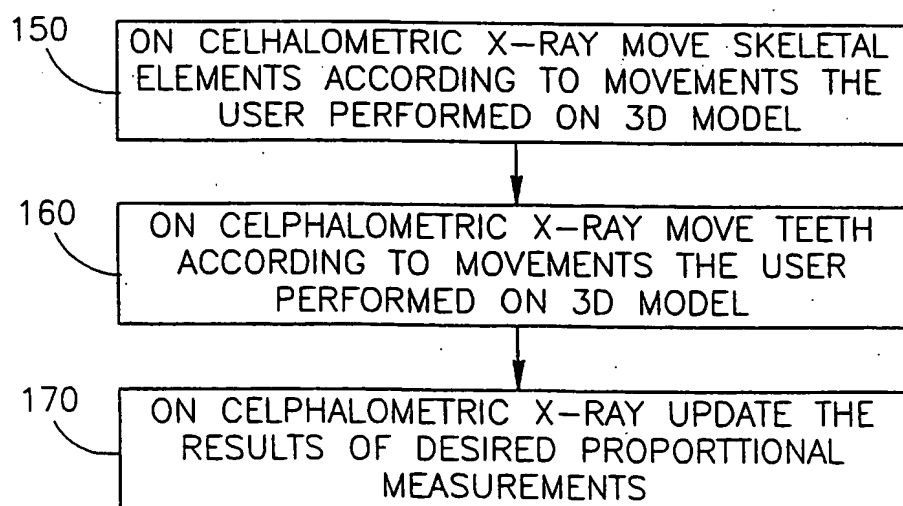 150
ON CELHALOMETRIC X-RAY MOVE SKELETAL
ELEMENTS ACCORDING TO MOVEMENTS THE
USER PERFORMED ON 3D MODEL
160
ON CELPHALOMETRIC X-RAY MOVE TEETH
ACCORDING TO MOVEMENTS THE USER
PERFORMED ON 3D MODEL
170
ON CELPHALOMETRIC X-RAY UPDATE THE
RESULTS OF DESIRED PROPORTTIONAL
MEASUREMENTS